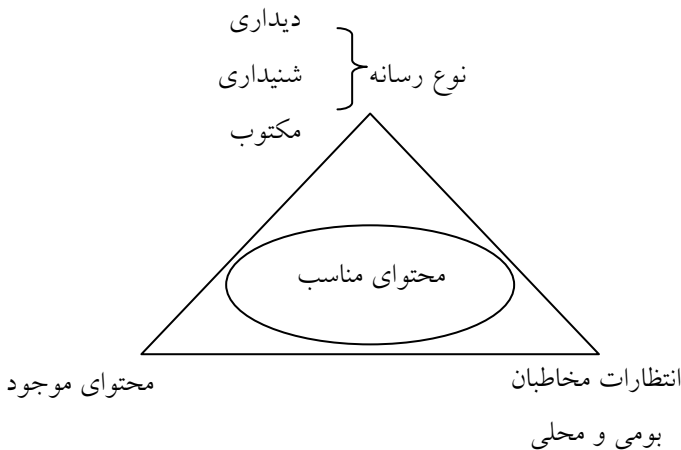 دیداری
نوع رسانه شنیداری
مکتوب
محتوای مناسب
انتظارات مخاطبان محتوای موجود
بومی و محلی